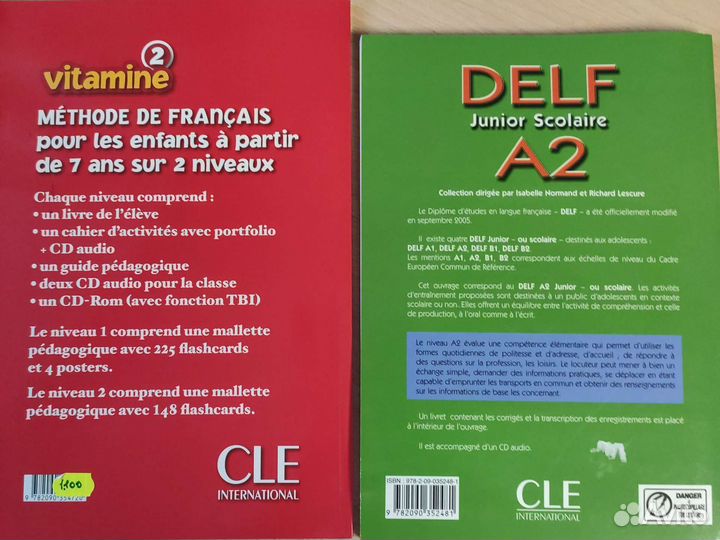 vitamine 2
MÉTHODE DE FRANÇAIS
pour les enfants à partir
de 7 ans sur 2 niveaux
Chaque niveau comprend :
• un livre de l'élève
• un cahier d'activités avec portfolio
+ CD audio
• un guide pédagogique
• deux CD audio pour la classe
• un CD-Rom (avec fonction TBI)
Le niveau 1 comprend une mallette
pédagogique avec 225 flashcards
et 4 posters.
Le niveau 2 comprend une mallette
pédagogique avec 148 flashcards.
1100
9 782090 354720
CLE
INTERNATIONAL
DELF
Junior Scolaire
A2
Collection dirigée par Isabelle Normand et Richard Lescure
Le Diplôme d'études en langue française – DELF – a été officiellement modifié
en septembre 2005.
Il existe quatre DELF Junior – ou scolaire – destinés aux adolescents :
DELF A1, DELF A2, DELF B1, DELF B2.
Les mentions A1, A2, B1, B2 correspondent aux échelles de niveau du Cadre
Européen Commun de Référence.
Cet ouvrage correspond au DELF A2 Junior – ou scolaire. Les activités
d'entraînement proposées sont destinées à un public d'adolescents en contexte
scolaire ou non. Elles offrent un équilibre entre l'activité de compréhension et celle
de production, à l'oral comme à l'écrit.
Le niveau A2 évalue une compétence élémentaire qui permet d'utiliser les
formes quotidiennes de politesse et d'adresse, d'accueil , de répondre à
des questions sur la profession, les loisirs. Le locuteur peut mener à bien un
échange simple, demander des informations pratiques, se déplacer en étant
capable d'emprunter les transports en commun et obtenir des renseignements
sur les informations de base les concernant.
Un livret contenant les corrigés et la transcription des enregistrements est placé
à l'intérieur de l'ouvrage.
Il est accompagné d'un CD audio.
ISBN : 978-2-09-035248-1
9 782090 352481
CLE
INTERNATIONAL
DANGER
Avito